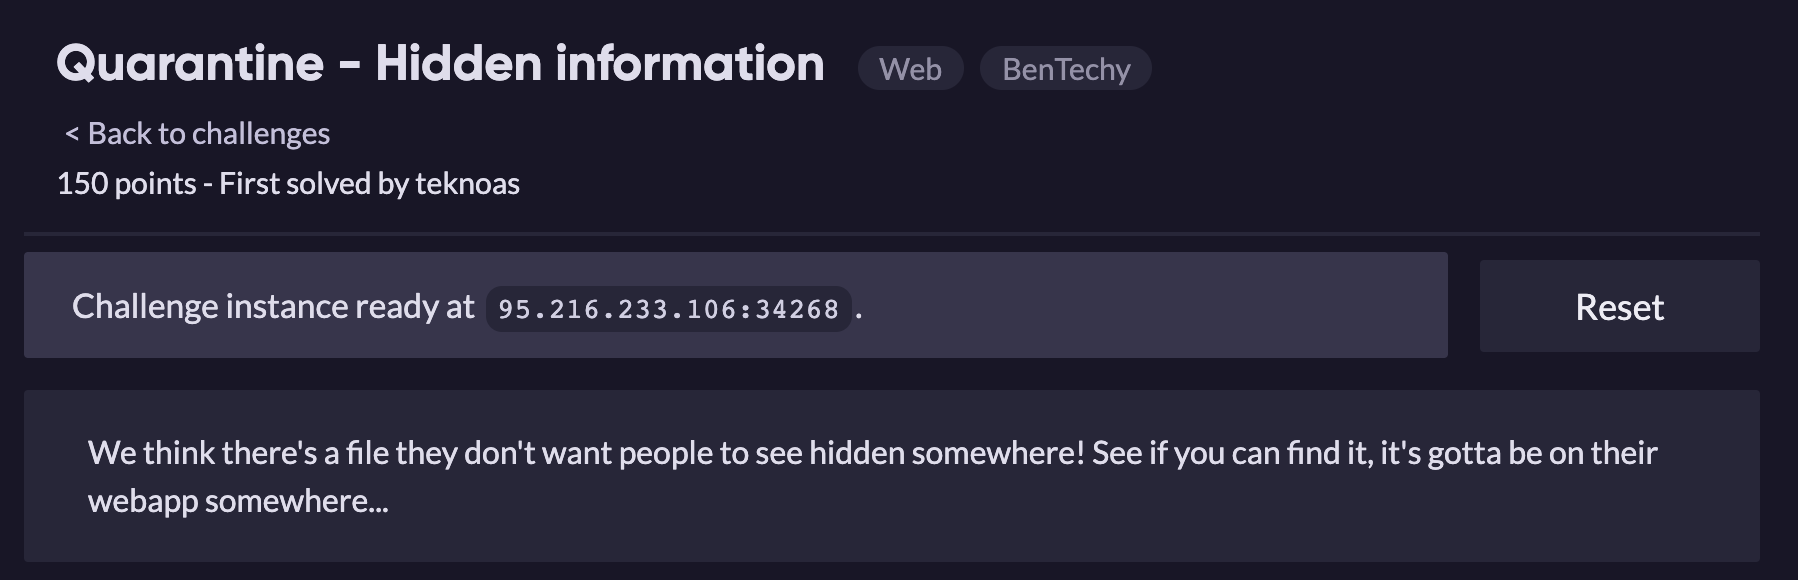 Quarantine - Hidden information Web BenTechy
< Back to challenges
150 points - First solved by teknoas
Challenge instance ready at 95.216.233.106:34268. Reset
We think there's a file they don't want people to see hidden somewhere! See if you can find it, it's gotta be on their
webapp somewhere...